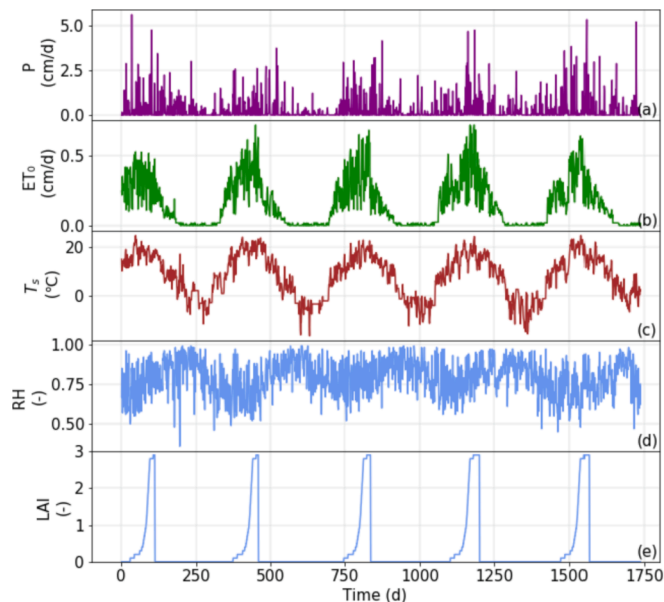 5.0
2.5
0.0
P
(cm/d)
(a)
0.5
0.0
ET₀
(cm/d)
(b)
20
0
Tₛ
(°C)
(c)
1.00
0.75
0.50
RH
(-)
(d)
3
2
1
0
LAI
(-)
(e)
0 250 500 750 1000 1250 1500 1750
Time (d)